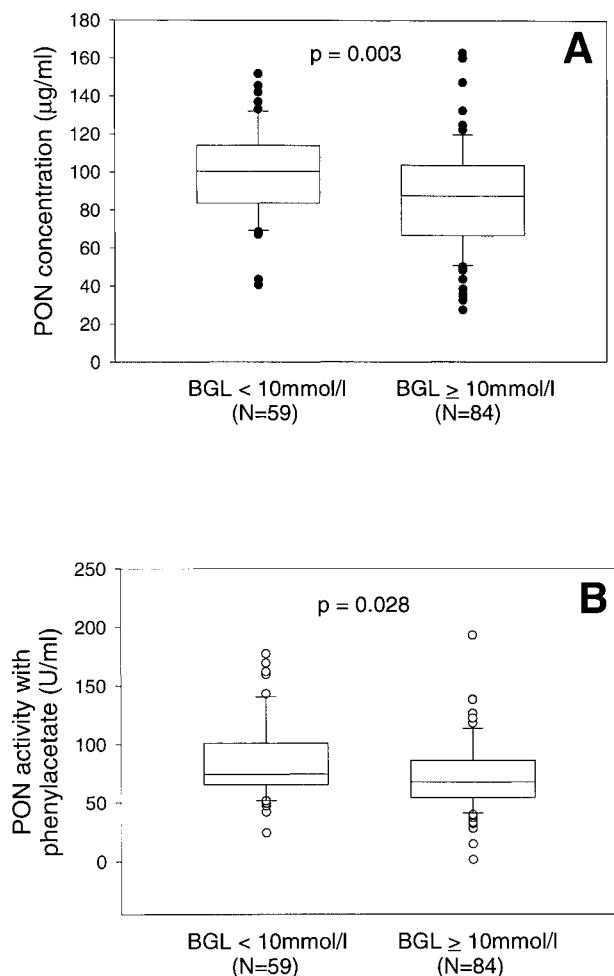 A
p = 0.003
PON concentration (µg/ml)
180
160
140
120
100
80
60
40
20
0
BGL < 10mmol/l
(N=59)
BGL ≥ 10mmol/l
(N=84)
B
p = 0.028
PON activity with
phenylacetate (U/ml)
250
200
150
100
50
0
BGL < 10mmol/l
(N=59)
BGL ≥ 10mmol/l
(N=84)